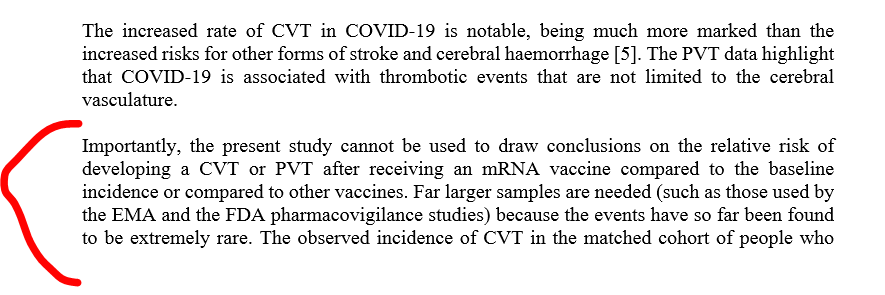 The increased rate of CVT in COVID-19 is notable, being much more marked than the
increased risks for other forms of stroke and cerebral haemorrhage [5]. The PVT data highlight
that COVID-19 is associated with thrombotic events that are not limited to the cerebral
vasculature.
Importantly, the present study cannot be used to draw conclusions on the relative risk of
developing a CVT or PVT after receiving an mRNA vaccine compared to the baseline
incidence or compared to other vaccines. Far larger samples are needed (such as those used by
the EMA and the FDA pharmacovigilance studies) because the events have so far been found
to be extremely rare. The observed incidence of CVT in the matched cohort of people who